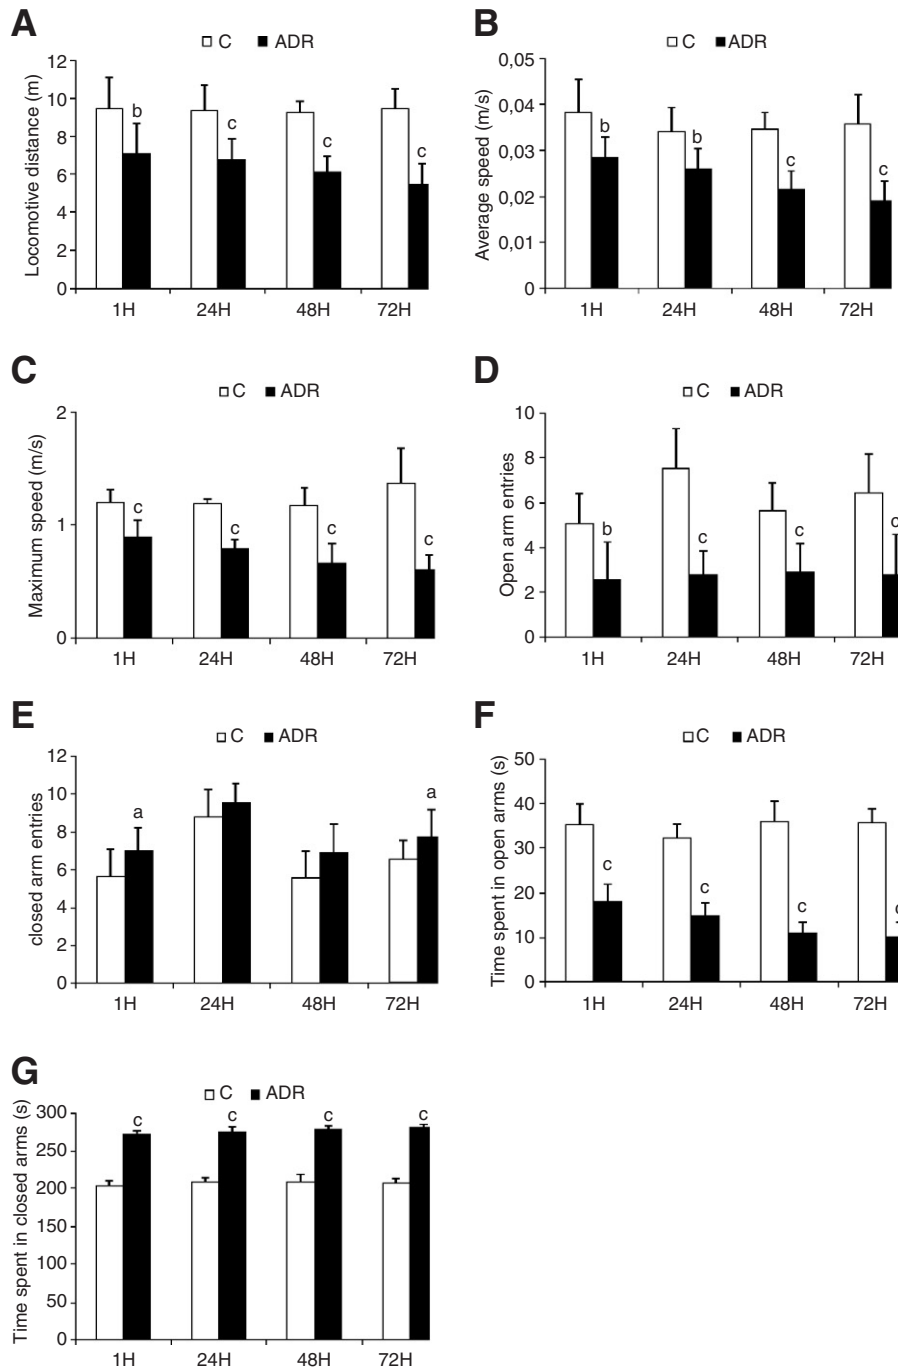 A
C ADR
Locomotive distance (m)
12
10
8
6
4
2
0
b
c
c
c
1H 24H 48H 72H
B
C ADR
Average speed (m/s)
0,05
0,04
0,03
0,02
0,01
0
b
b
c
c
1H 24H 48H 72H
C
C ADR
Maximum speed (m/s)
2
1
0
c
c
c
c
1H 24H 48H 72H
D
C ADR
Open arm entries
10
8
6
4
2
0
b
c
c
c
1H 24H 48H 72H
E
C ADR
closed arm entries
12
10
8
6
4
2
0
a
a
1H 24H 48H 72H
F
C ADR
Time spent in open arms (s)
50
40
30
20
10
0
c
c
c
c
1H 24H 48H 72H
G
C ADR
Time spent in closed arms (s)
300
250
200
150
100
50
0
c
c
c
c
1H 24H 48H 72H